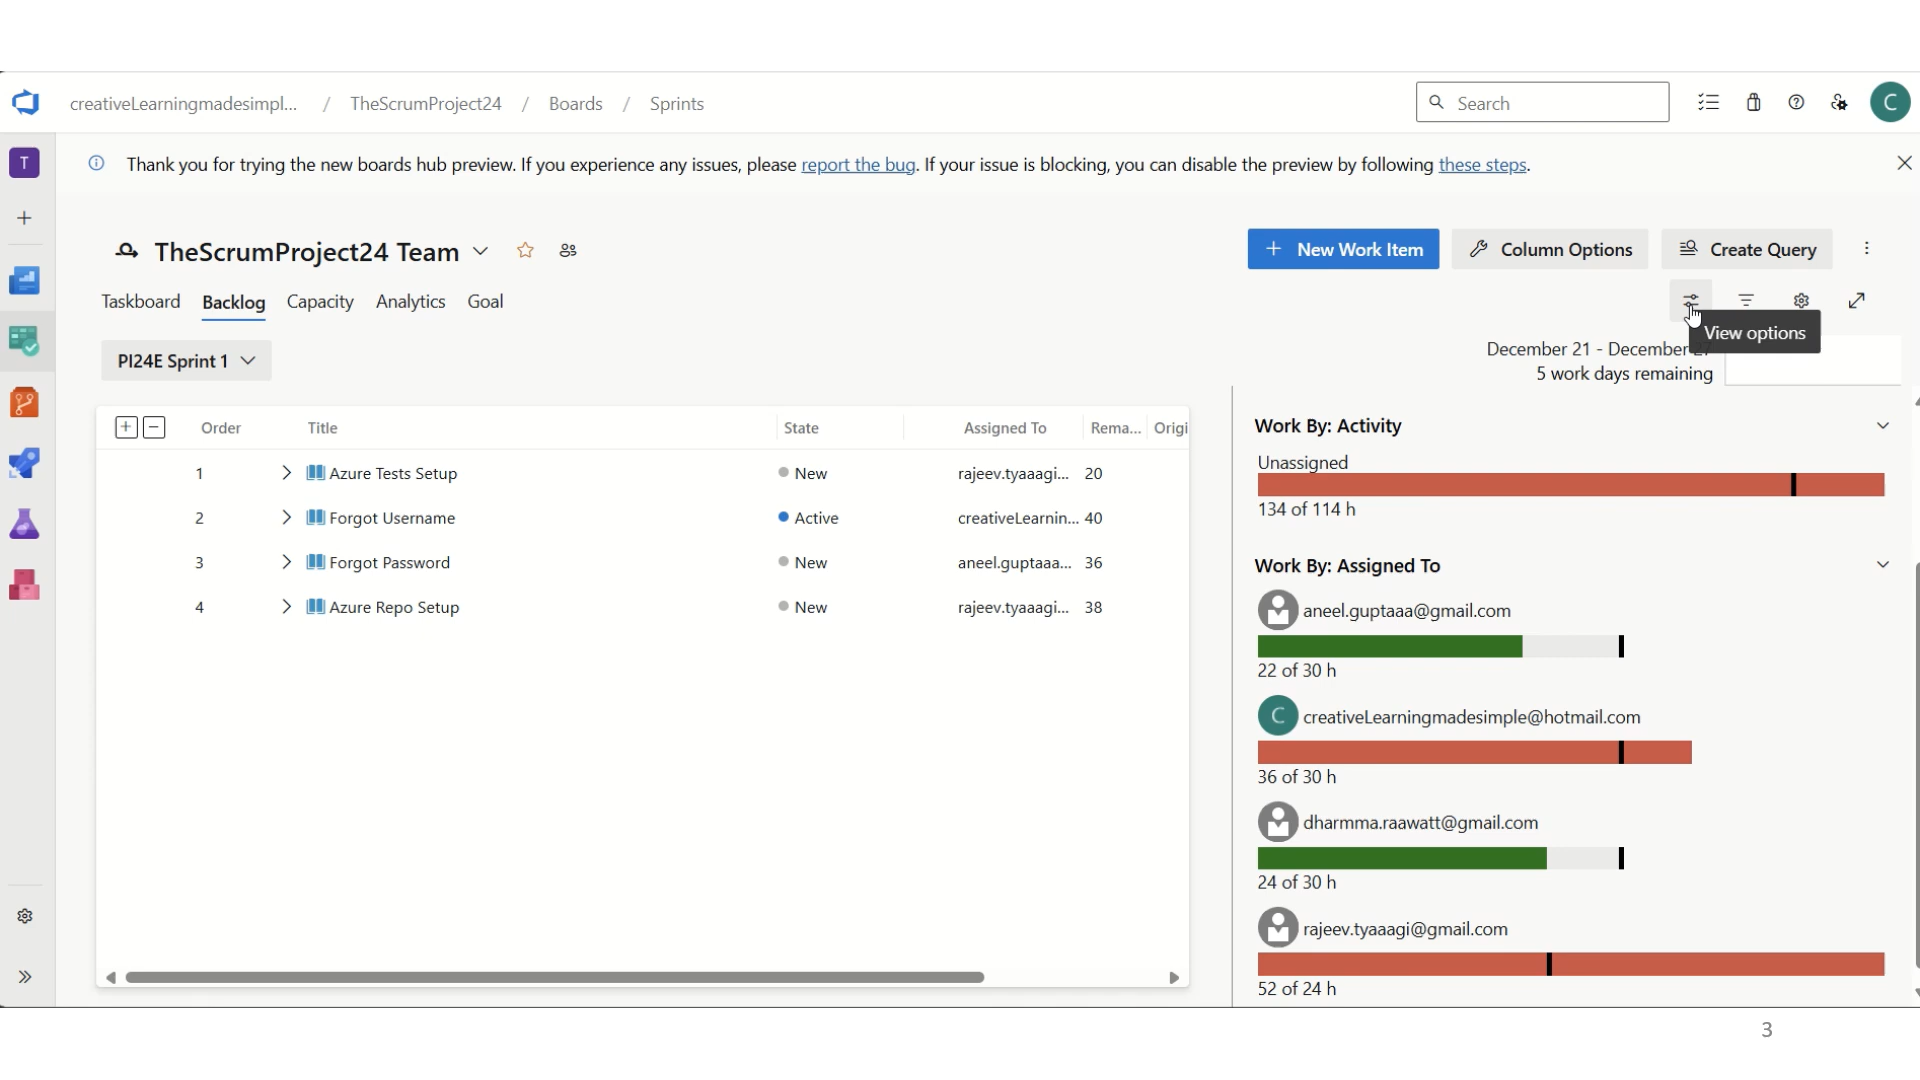 creativeLearningmadesimpl... / TheScrumProject24 / Boards / Sprints
Search
C
T
Thank you for trying the new boards hub preview. If you experience any issues, please report the bug. If your issue is blocking, you can disable the preview by following these steps.
TheScrumProject24 Team
+ New Work Item
Column Options
Create Query
Taskboard Backlog Capacity Analytics Goal
View options
PI24E Sprint 1
December 21 - December
5 work days remaining
Order Title State Assigned To Rema... Origi
1 Azure Tests Setup New rajeev.tyaaagi... 20
2 Forgot Username Active creativeLearnin... 40
3 Forgot Password New aneel.guptaaa... 36
4 Azure Repo Setup New rajeev.tyaaagi... 38
Work By: Activity
Unassigned
134 of 114 h
Work By: Assigned To
aneel.guptaaa@gmail.com
22 of 30 h
C creativeLearningmadesimple@hotmail.com
36 of 30 h
dharmma.raawatt@gmail.com
24 of 30 h
rajeev.tyaaagi@gmail.com
52 of 24 h
3